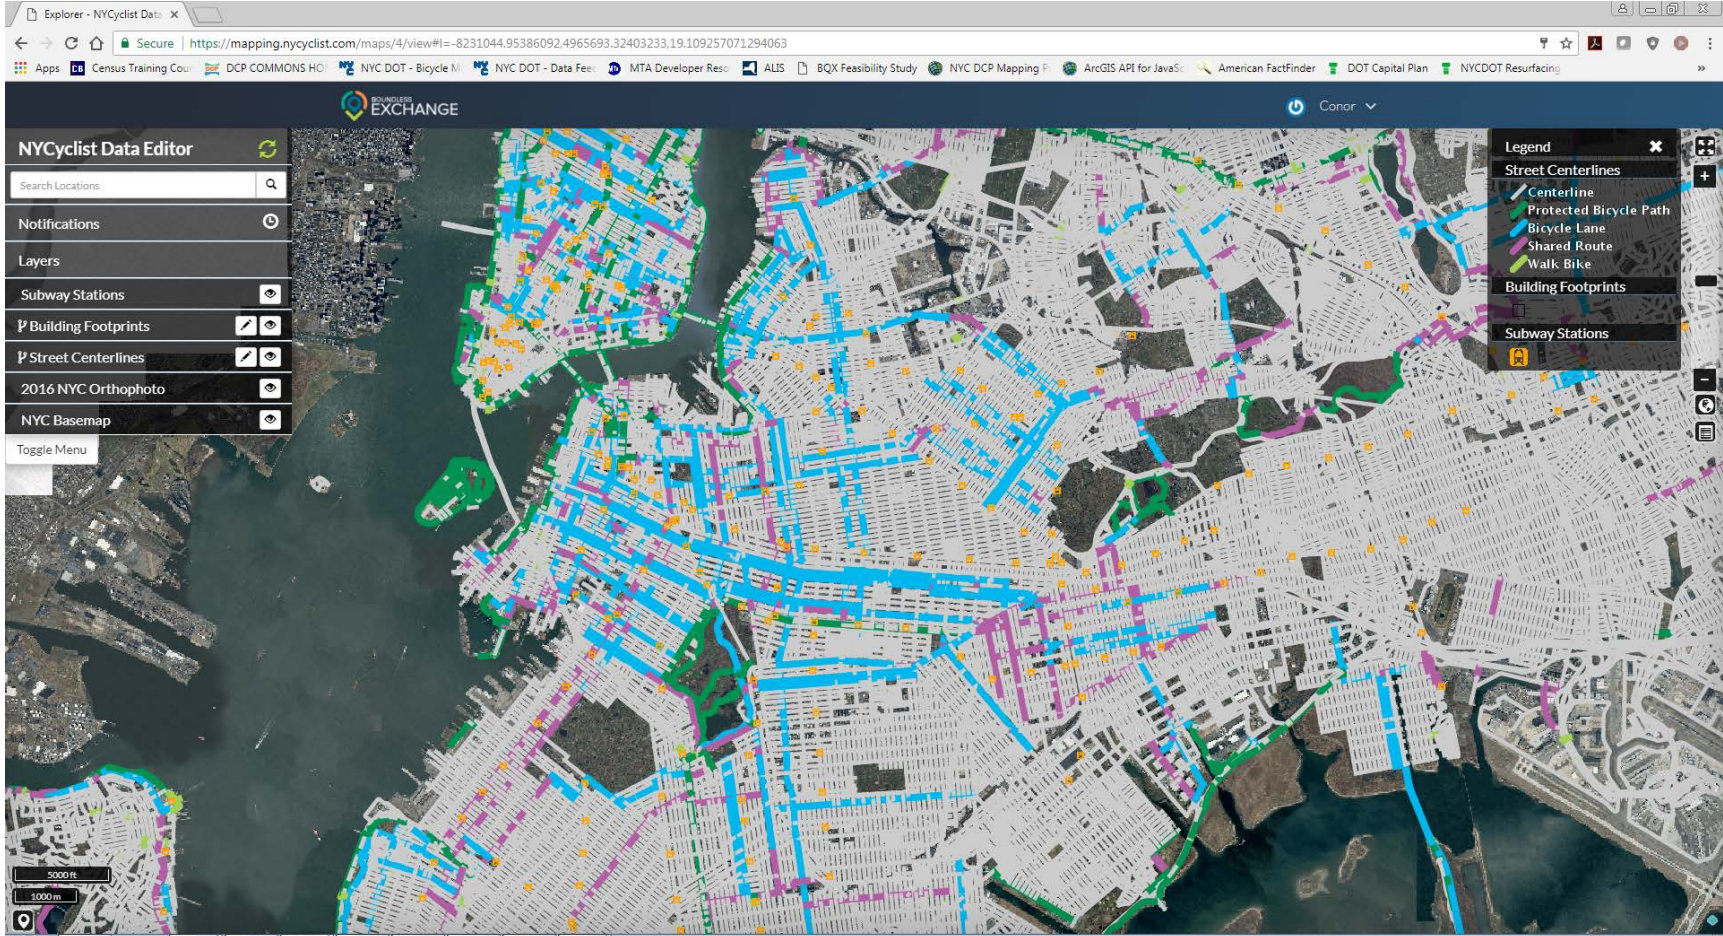 Explorer - NYCyclist Data
Secure
https://mapping.nycyclist.com/maps/4/view#l=-8231044.95386092,4965693.32403233,19.109257071294063
Apps
CB
Census Training Cour
DCP COMMONS HO
NYC DOT - Bicycle M
NYC DOT - Data Fee
MTA Developer Reso
ALIS
BQX Feasibility Study
NYC DCP Mapping P
ArcGIS API for JavaSc
American FactFinder
DOT Capital Plan
NYCDOT Resurfacing
BOUNDLESS
EXCHANGE
Conor
NYCyclist Data Editor
Search Locations
Notifications
Layers
Subway Stations
Building Footprints
Street Centerlines
2016 NYC Orthophoto
NYC Basemap
Toggle Menu
Legend
Street Centerlines
Centerline
Protected Bicycle Path
Bicycle Lane
Shared Route
Walk Bike
Building Footprints
Subway Stations
5000 ft
1000 m